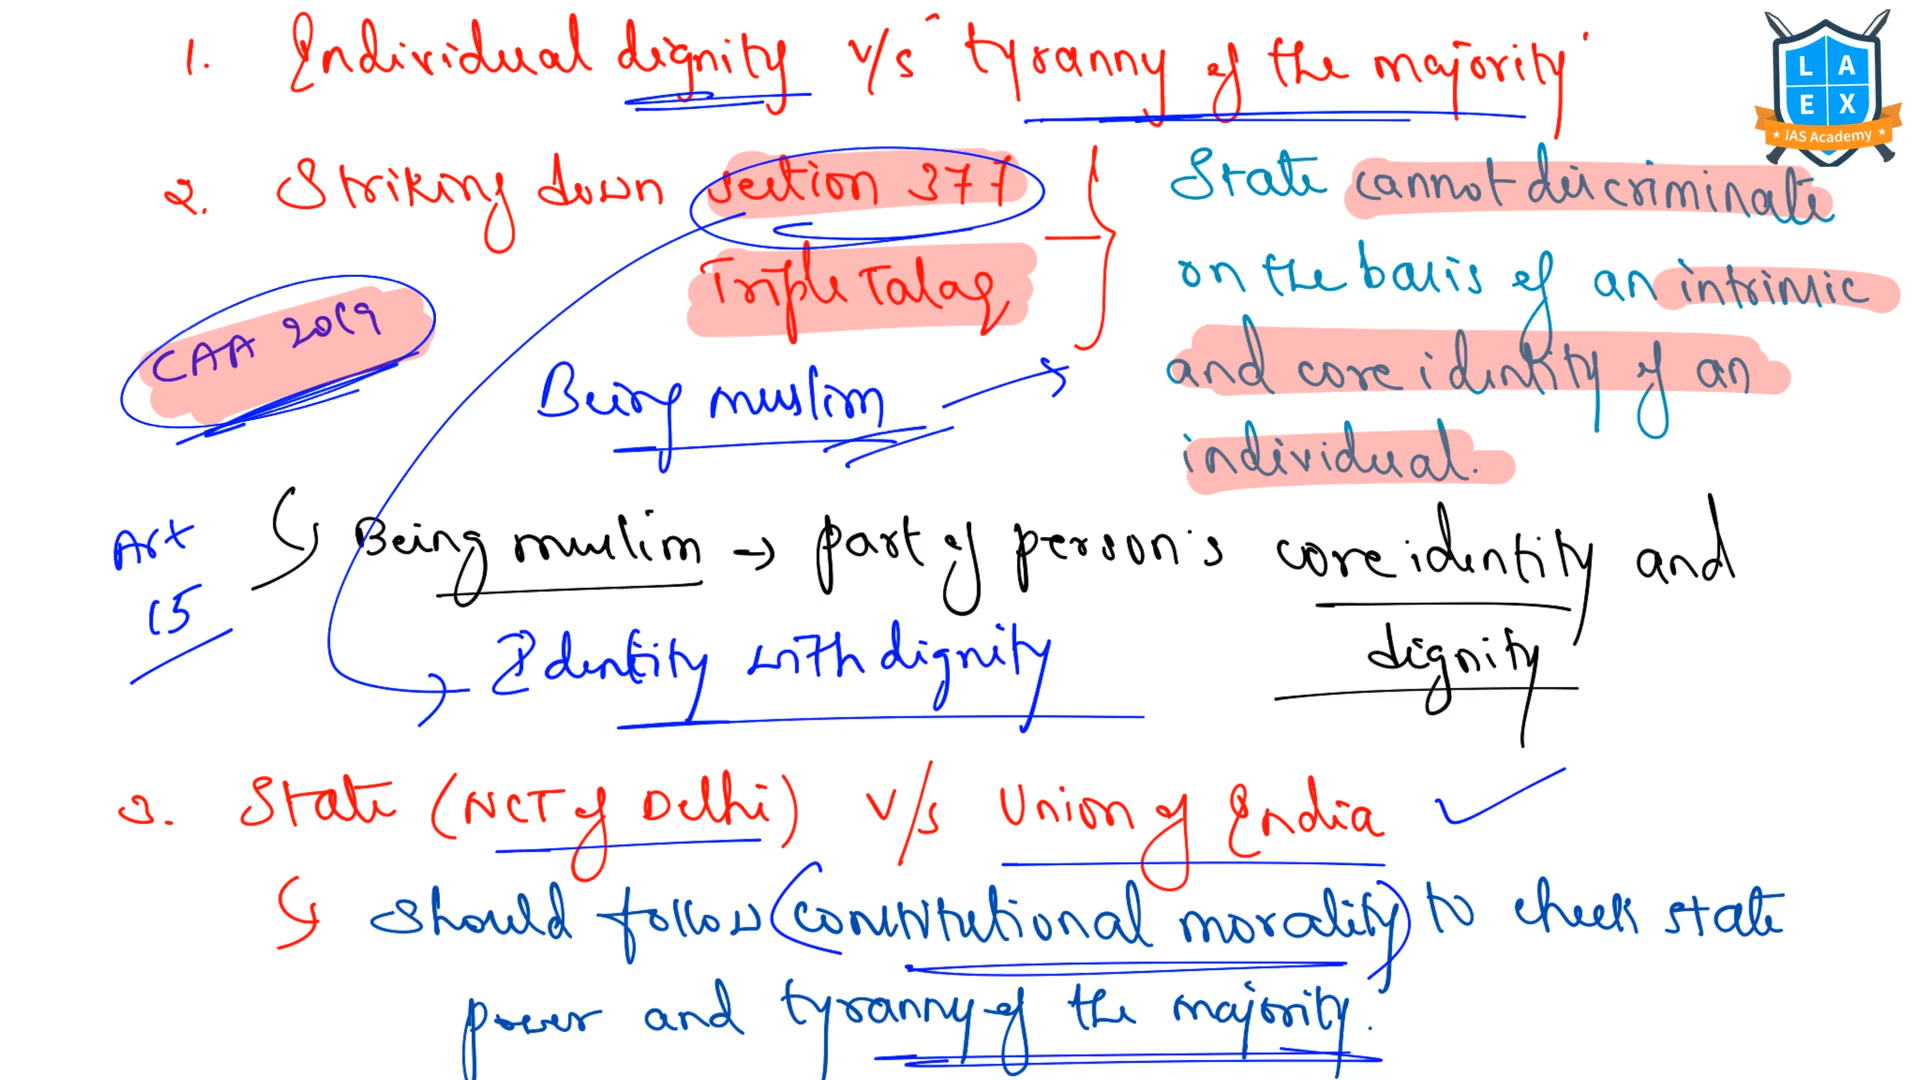 1. Individual dignity v/s "tyranny of the majority"
L A
E X
IAS Academy
2. Striking down section 377
Triple Talaq
State cannot discriminate
on the basis of an intrinsic
and core identity of an
individual.
CAA 2019
Being muslim
Art
15
Being muslim → part of person's core identity and
dignity
Identity with dignity
3. State (NCT of Delhi) v/s Union of India
should follow (constitutional morality) to check state
power and tyranny of the majority.